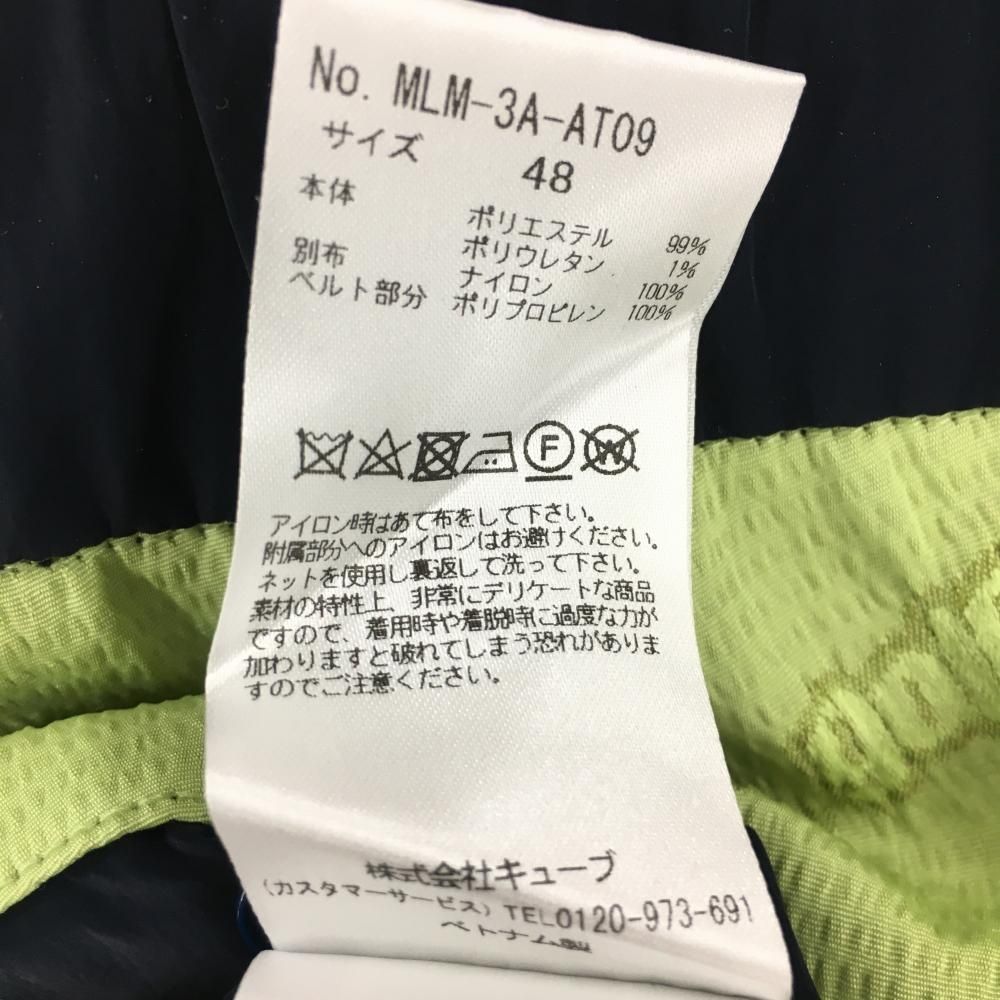 No. MLM-3A-AT09
サイズ 48
本体 ポリエステル 99%
ポリウレタン 1%
別布 ナイロン 100%
ベルト部分 ポリプロピレン 100%
F
W
アイロン時はあて布をして下さい。
附属部分へのアイロンはお避けください。
ネットを使用し裏返して洗って下さい。
素材の特性上、非常にデリケートな商品
ですので、着用時や着脱時に過度な力が
加わりますと破れてしまう恐れがありま
すのでご注意ください。
株式会社キューブ
(カスタマーサービス) TEL0120-973-691
ベトナム製